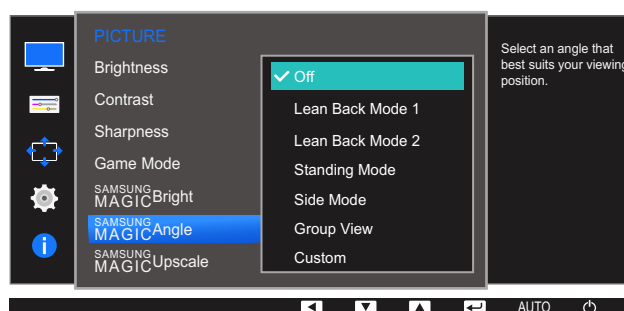 PICTURE
Brightness
Contrast
Sharpness
Game Mode
SAMSUNG MAGIC Bright
SAMSUNG MAGIC Angle
SAMSUNG MAGIC Upscale
Off
Lean Back Mode 1
Lean Back Mode 2
Standing Mode
Side Mode
Group View
Custom
Select an angle that
best suits your viewing
position.
AUTO